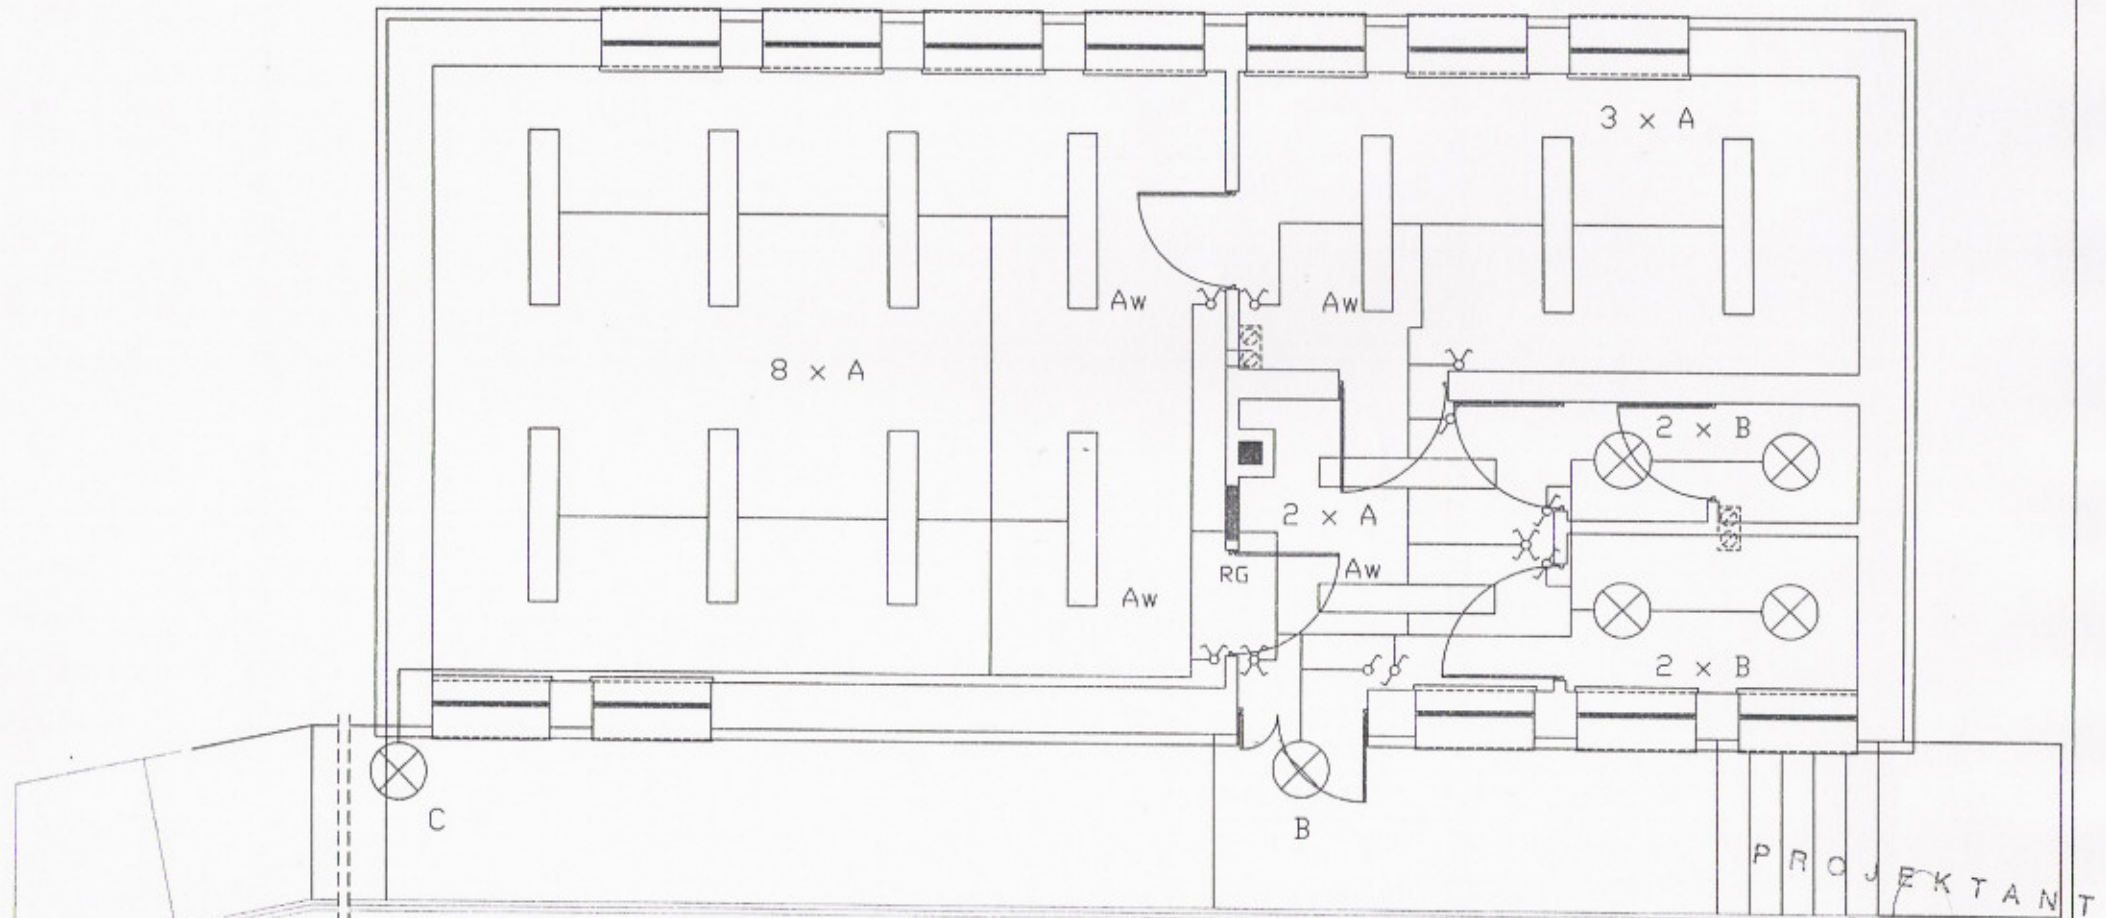 3 x A
Aw
Aw
8 x A
2 x B
2 x A
Aw
RG
Aw
2 x B
C
B
PROJEKTANT